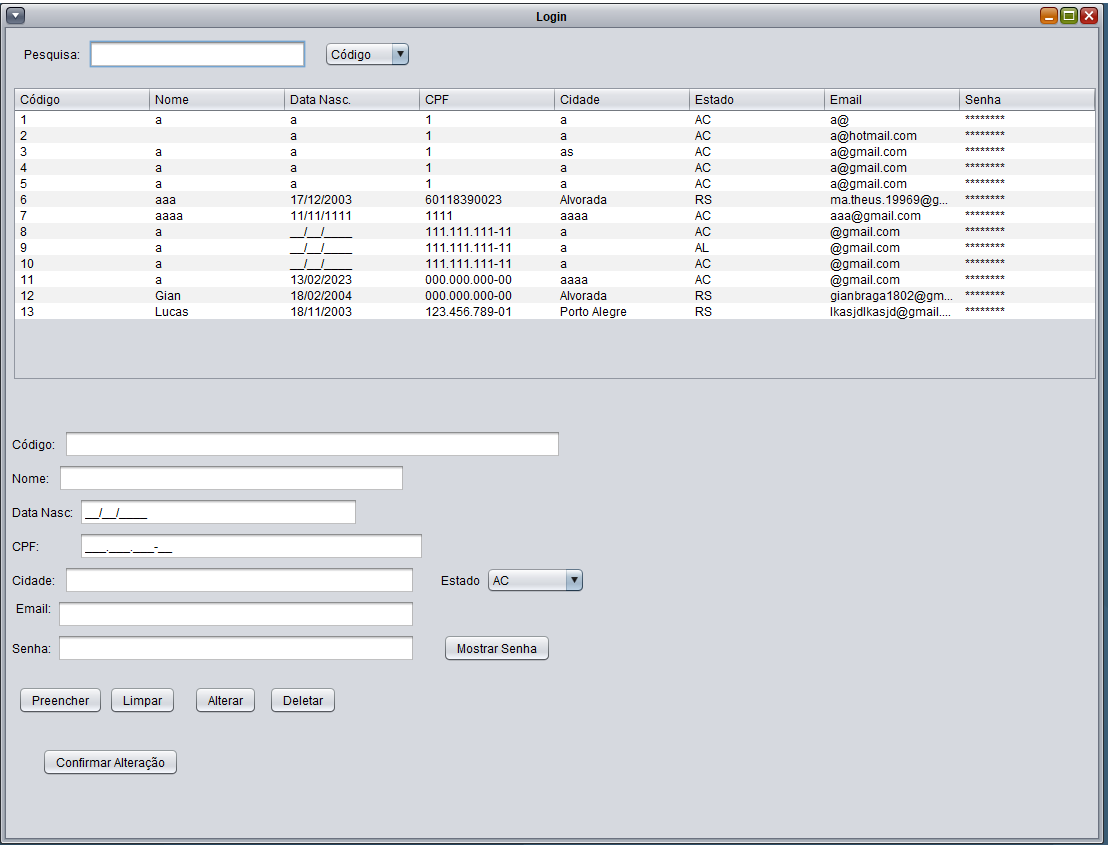 Login
Pesquisa: Código
Código Nome Data Nasc. CPF Cidade Estado Email Senha
1 a a 1 a AC a@ ********
2 a 1 a AC a@hotmail.com ********
3 a a 1 as AC a@gmail.com ********
4 a a 1 a AC a@gmail.com ********
5 a a 1 a AC a@gmail.com ********
6 aaa 17/12/2003 60118390023 Alvorada RS ma.theus.19969@g... ********
7 aaaa 11/11/1111 1111 aaaa AC aaa@gmail.com ********
8 a __/__/____ 111.111.111-11 a AC @gmail.com ********
9 a __/__/____ 111.111.111-11 a AL @gmail.com ********
10 a __/__/____ 111.111.111-11 a AC @gmail.com ********
11 a 13/02/2023 000.000.000-00 aaaa AC @gmail.com ********
12 Gian 18/02/2004 000.000.000-00 Alvorada RS gianbraga1802@gm... ********
13 Lucas 18/11/2003 123.456.789-01 Porto Alegre RS lkasjdlkasjd@gmail.... ********
Código:
Nome:
Data Nasc: __/__/____
CPF: ___.___.___-__
Cidade: Estado AC
Email:
Senha: Mostrar Senha
Preencher Limpar Alterar Deletar
Confirmar Alteração